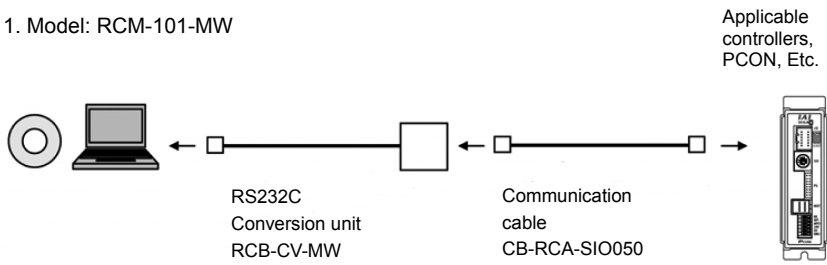 1. Model: RCM-101-MW
Applicable
controllers,
PCON, Etc.
RS232C
Conversion unit
RCB-CV-MW
Communication
cable
CB-RCA-SIO050
IAI